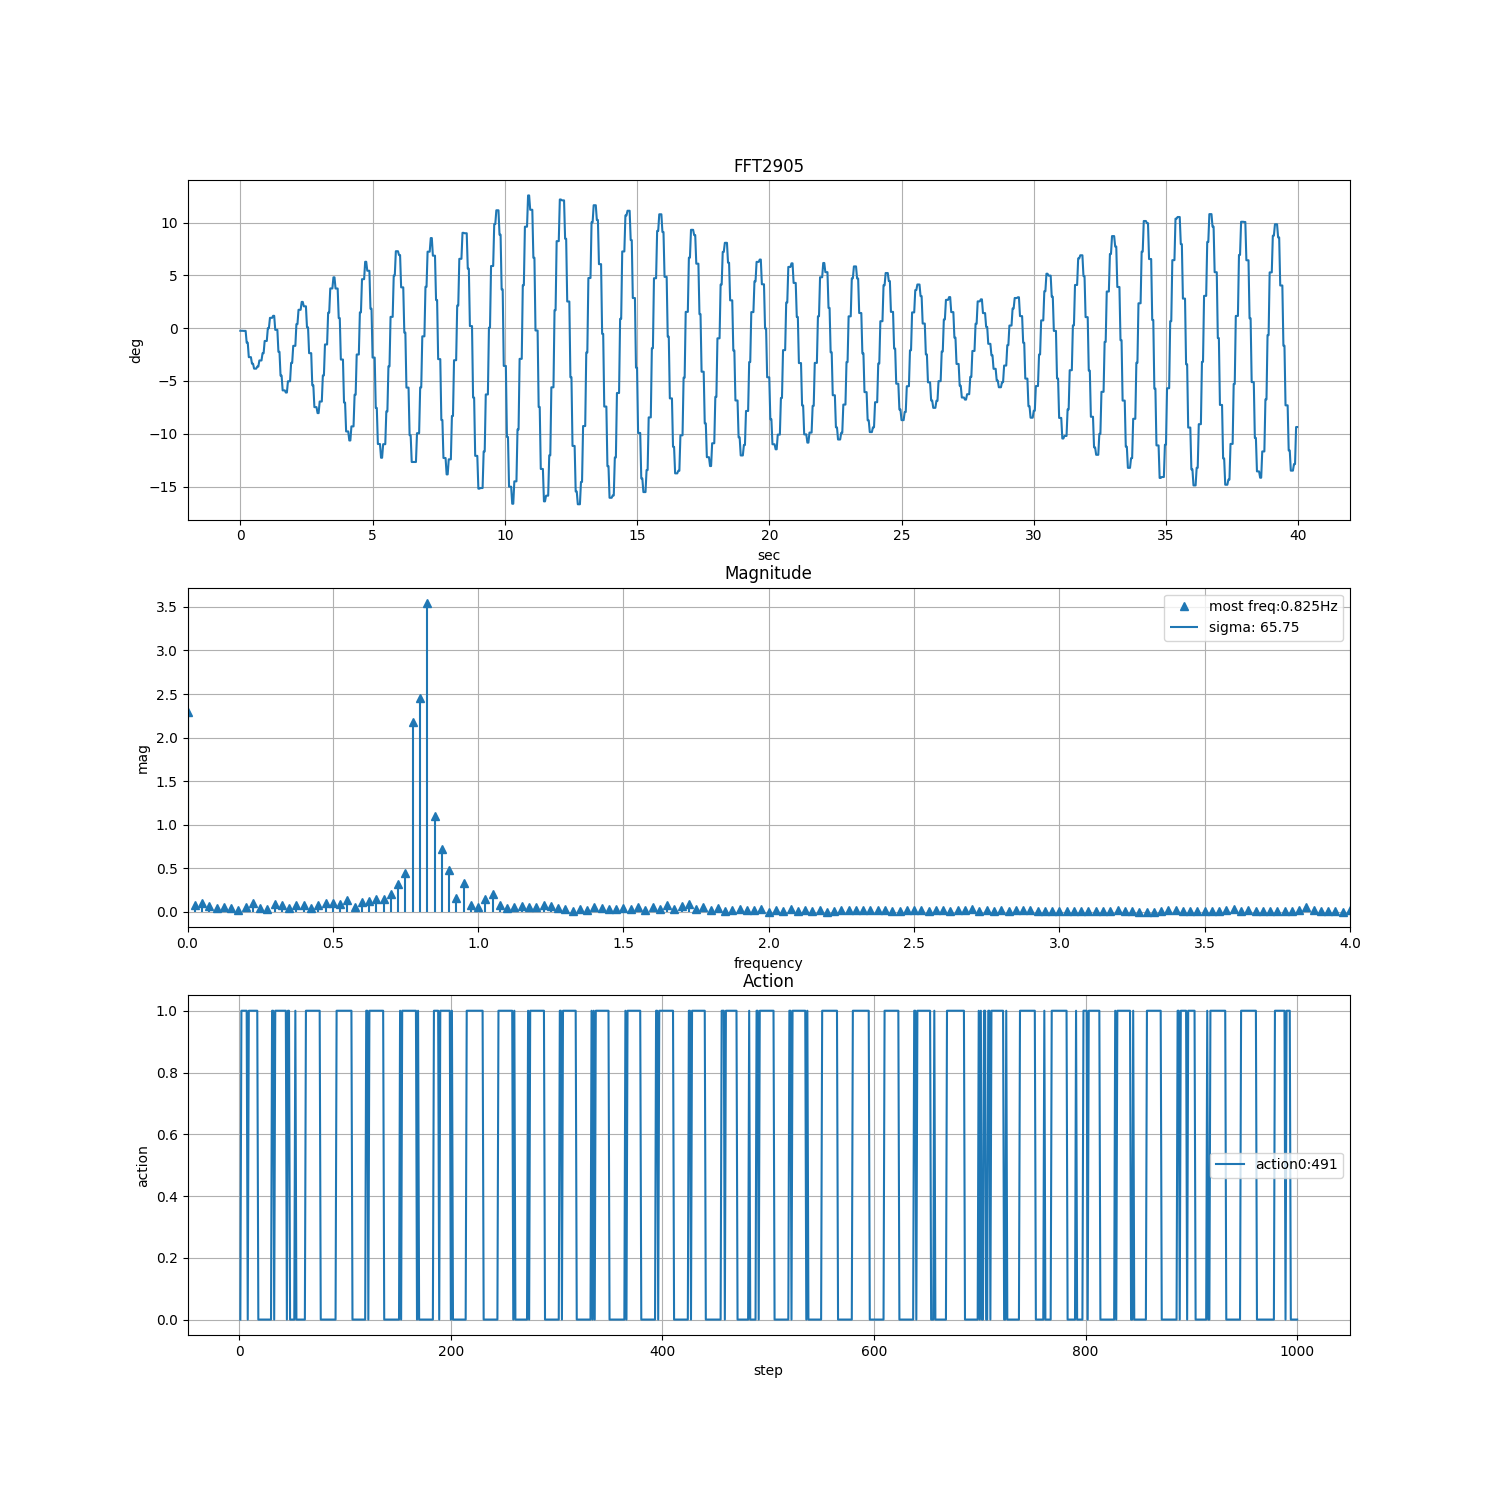 FFT2905
10
5
0
−5
−10
−15
deg
0 5 10 15 20 25 30 35 40
sec
Magnitude
most freq:0.825Hz
sigma: 65.75
3.5
3.0
2.5
2.0
1.5
1.0
0.5
0.0
mag
0.0 0.5 1.0 1.5 2.0 2.5 3.0 3.5 4.0
frequency
Action
1.0
0.8
0.6
0.4
0.2
0.0
action
action0:491
0 200 400 600 800 1000
step